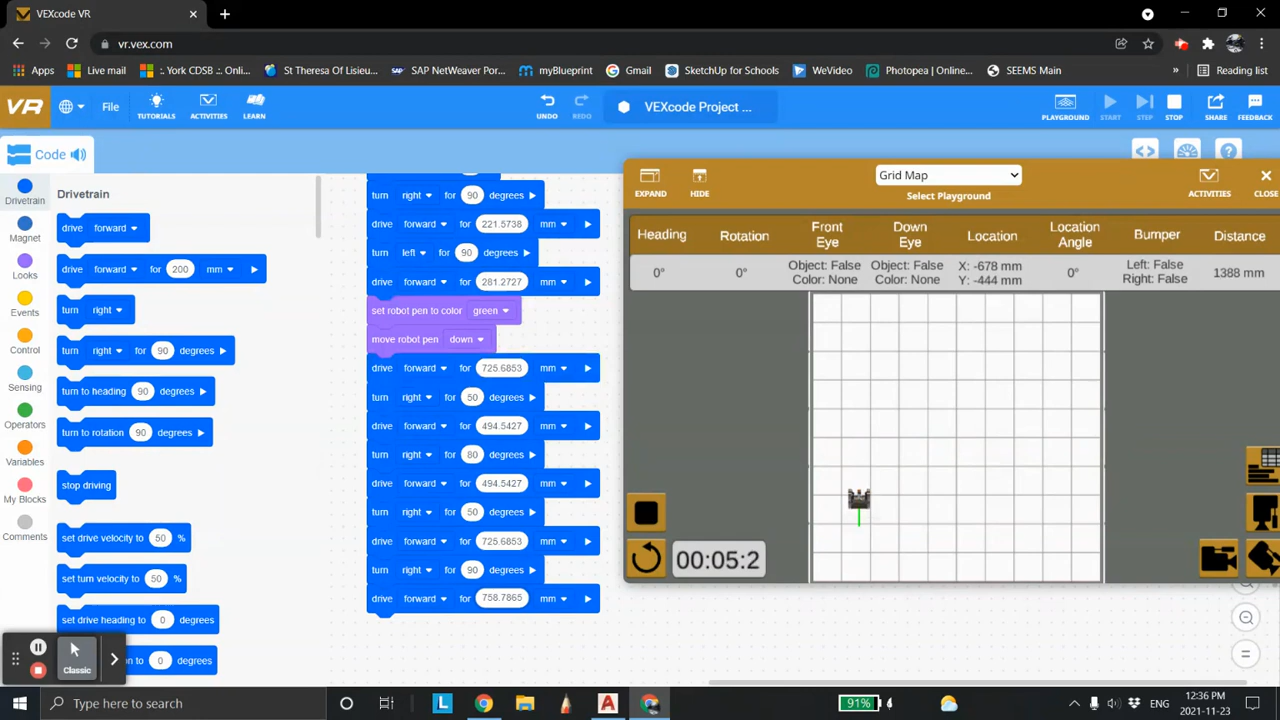 VEXcode VR
vr.vex.com
Apps
Live mail
: York CDSB :. Onli...
St Theresa Of Lisieu...
SAP NetWeaver Por...
myBlueprint
Gmail
SketchUp for Schools
WeVideo
Photopea | Online...
SEEMS Main
»
Reading list
VR
File
TUTORIALS
ACTIVITIES
LEARN
UNDO
REDO
VEXcode Project ...
PLAYGROUND
START
STEP
STOP
SHARE
FEEDBACK
Code
Drivetrain
Magnet
Looks
Events
Control
Sensing
Operators
Variables
My Blocks
Comments
Drivetrain
drive forward
drive forward for 200 mm
turn right
turn right for 90 degrees
turn to heading 90 degrees
turn to rotation 90 degrees
stop driving
set drive velocity to 50 %
set turn velocity to 50 %
set drive heading to 0 degrees
n to 0 degrees
Classic
turn right for 90 degrees
drive forward for 221.5738 mm
turn left for 90 degrees
drive forward for 281.2727 mm
set robot pen to color green
move robot pen down
drive forward for 725.6853 mm
turn right for 50 degrees
drive forward for 494.5427 mm
turn right for 80 degrees
drive forward for 494.5427 mm
turn right for 50 degrees
drive forward for 725.6853 mm
turn right for 90 degrees
drive forward for 758.7865 mm
EXPAND
HIDE
Grid Map
Select Playground
ACTIVITIES
CLOSE
Heading
Rotation
Front Eye
Down Eye
Location
Location Angle
Bumper
Distance
0°
0°
Object: False
Color: None
Object: False
Color: None
X: -678 mm
Y: -444 mm
0°
Left: False
Right: False
1388 mm
00:05:2
Type here to search
L
A
91%
12:36 PM
2021-11-23